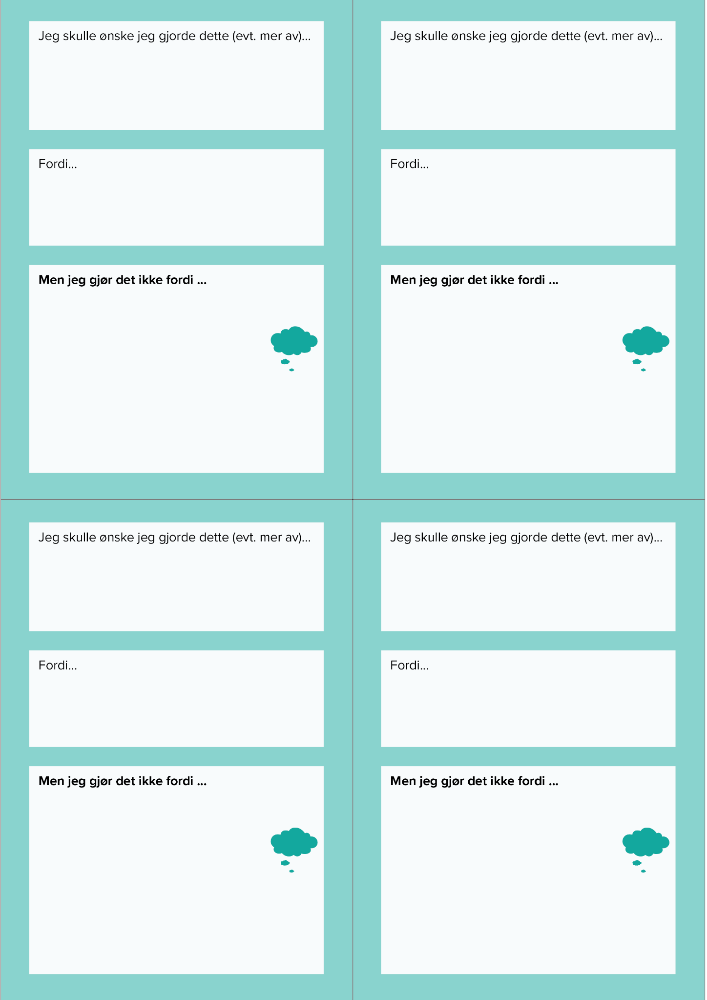 Jeg skulle ønske jeg gjorde dette (evt. mer av)...
Fordi...
Men jeg gjør det ikke fordi ...
Jeg skulle ønske jeg gjorde dette (evt. mer av)...
Fordi...
Men jeg gjør det ikke fordi ...
Jeg skulle ønske jeg gjorde dette (evt. mer av)...
Fordi...
Men jeg gjør det ikke fordi ...
Jeg skulle ønske jeg gjorde dette (evt. mer av)...
Fordi...
Men jeg gjør det ikke fordi ...